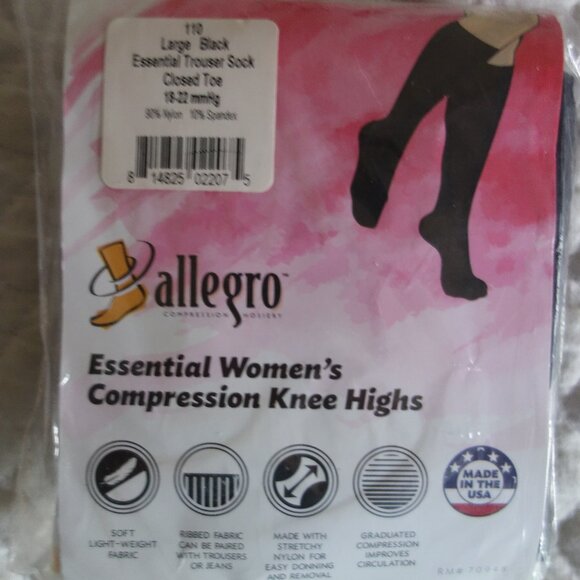 110
Large Black
Essential Trouser Sock
Closed Toe
18-22 mmHg
90% Nylon 10% Spandex
8 14825 02207 5
allegro™
COMPRESSION HOSIERY
Essential Women's
Compression Knee Highs
SOFT
LIGHT-WEIGHT
FABRIC
RIBBED FABRIC
CAN BE PAIRED
WITH TROUSERS
OR JEANS
MADE WITH
STRETCHY
NYLON FOR
EASY DONNING
AND REMOVAL
GRADUATED
COMPRESSION
IMPROVES
CIRCULATION
MADE
IN THE
USA
RM#